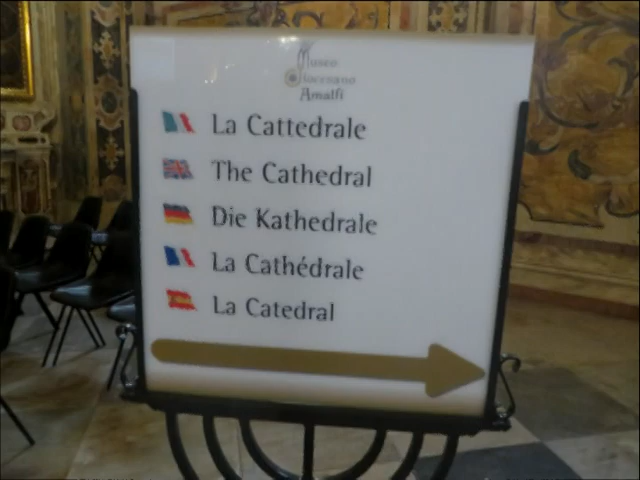 Museo
Diocesano
Amalfi
La Cattedrale
The Cathedral
Die Kathedrale
La Cathédrale
La Catedral